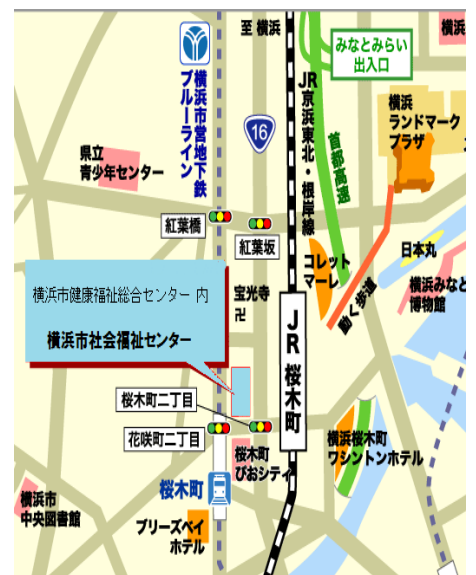 至 横浜
みなとみらい
出入口
横浜
横浜市営地下鉄
ブルーライン
16
JR京浜東北・根岸線
首都高速
横浜
ランドマーク
プラザ
県立
青少年センター
紅葉橋
紅葉坂
コレット
マーレ
動く歩道
日本丸
横浜みなと
博物館
横浜市健康福祉総合センター 内
横浜市社会福祉センター
宝光寺
卍
JR桜木町
桜木町二丁目
花咲町二丁目
桜木町
ぴおシティ
横浜桜木町
ワシントンホテル
桜木町
横浜市
中央図書館
ブリーズベイ
ホテル